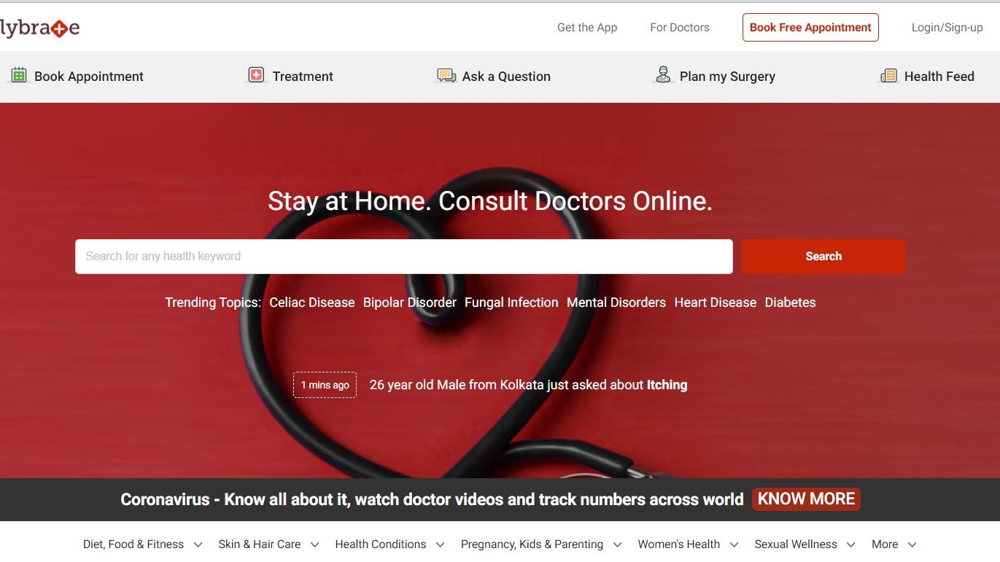 lybrate
Get the App For Doctors Book Free Appointment Login/Sign-up
Book Appointment Treatment Ask a Question Plan my Surgery Health Feed
Stay at Home. Consult Doctors Online.
Search for any health keyword Search
Trending Topics: Celiac Disease Bipolar Disorder Fungal Infection Mental Disorders Heart Disease Diabetes
1 mins ago 26 year old Male from Kolkata just asked about Itching
Coronavirus - Know all about it, watch doctor videos and track numbers across world KNOW MORE
Diet, Food & Fitness Skin & Hair Care Health Conditions Pregnancy, Kids & Parenting Women's Health Sexual Wellness More